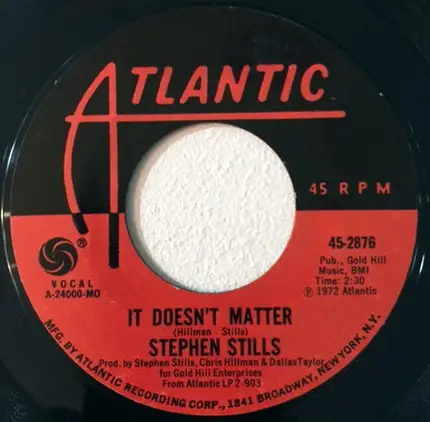 ATLANTIC
45 RPM
®
VOCAL
A-24000-MO
45-2876
Pub., Gold Hill
Music, BMI
Time: 2:30
℗ 1972 Atlantic
IT DOESN'T MATTER
(Hillman Stills)
STEPHEN STILLS
Prod. by Stephen Stills, Chris Hillman & Dallas Taylor
for Gold Hill Enterprises
From Atlantic LP 2-903
MFG. BY ATLANTIC RECORDING CORP., 1841 BROADWAY, NEW YORK, N.Y.